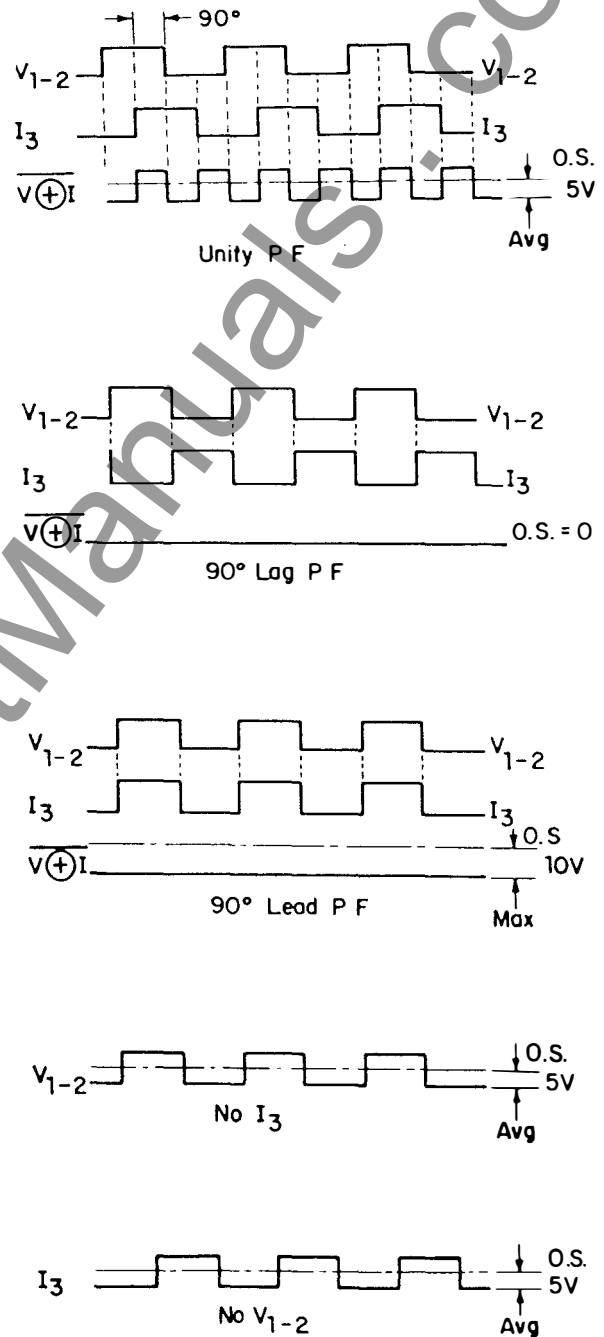 90°
V1-2 V1-2
I3 I3
O.S.
V⊕I 5V
Avg
Unity P F
V1-2 V1-2
I3 I3
V⊕I O.S. = 0
90° Lag P F
V1-2 V1-2
I3 I3
O.S
V⊕I 10V
90° Lead P F
Max
O.S.
V1-2 5V
No I3
Avg
O.S.
I3 5V
No V1-2
Avg
tManuals.co